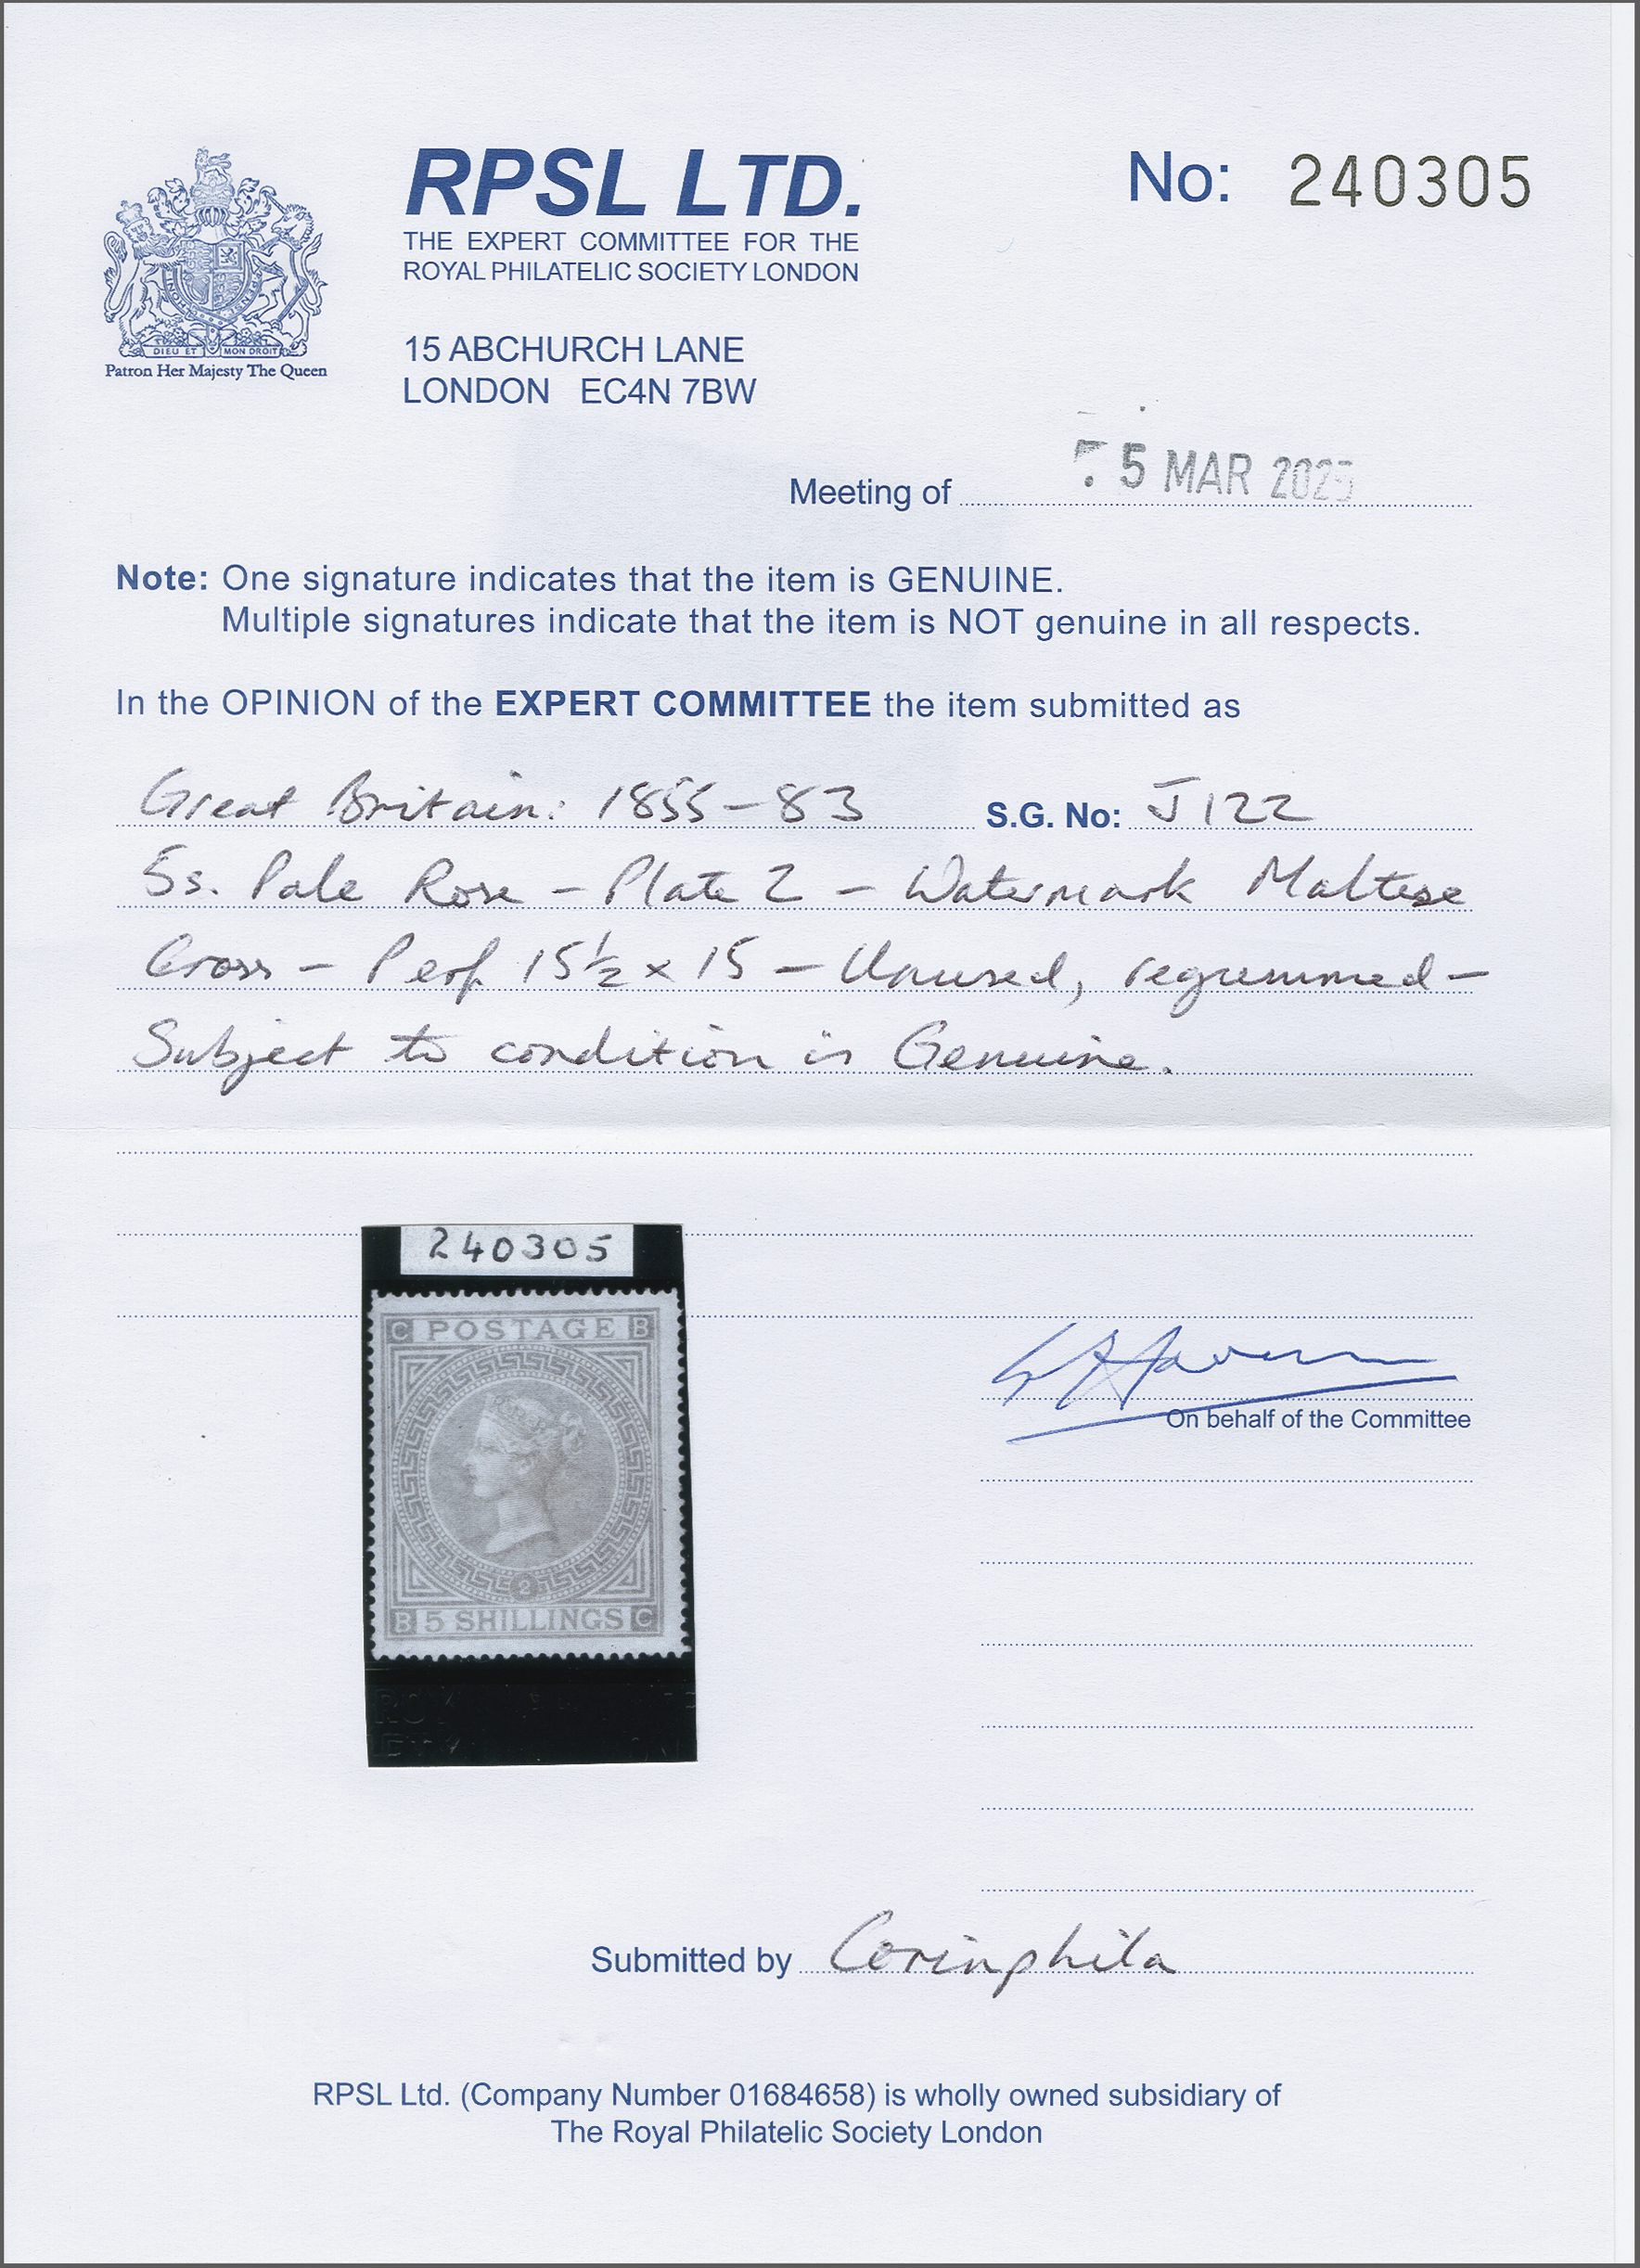 RPSL LTD.
No: 240305
THE EXPERT COMMITTEE FOR THE
ROYAL PHILATELIC SOCIETY LONDON
DIEU ET MON DROIT
Patron Her Majesty The Queen
15 ABCHURCH LANE
LONDON EC4N 7BW
Meeting of 5 MAR 2025
Note: One signature indicates that the item is GENUINE.
Multiple signatures indicate that the item is NOT genuine in all respects.
In the OPINION of the EXPERT COMMITTEE the item submitted as
Great Britain: 1855-83 S.G. No: J122
5s. Pale Rose - Plate 2 - Watermark Maltese
Cross - Perf 15½ x 15 - Unused, regummed -
Subject to condition is Genuine.
240305
C POSTAGE B
2
B 5 SHILLINGS C
On behalf of the Committee
Submitted by Corinphila
RPSL Ltd. (Company Number 01684658) is wholly owned subsidiary of
The Royal Philatelic Society London